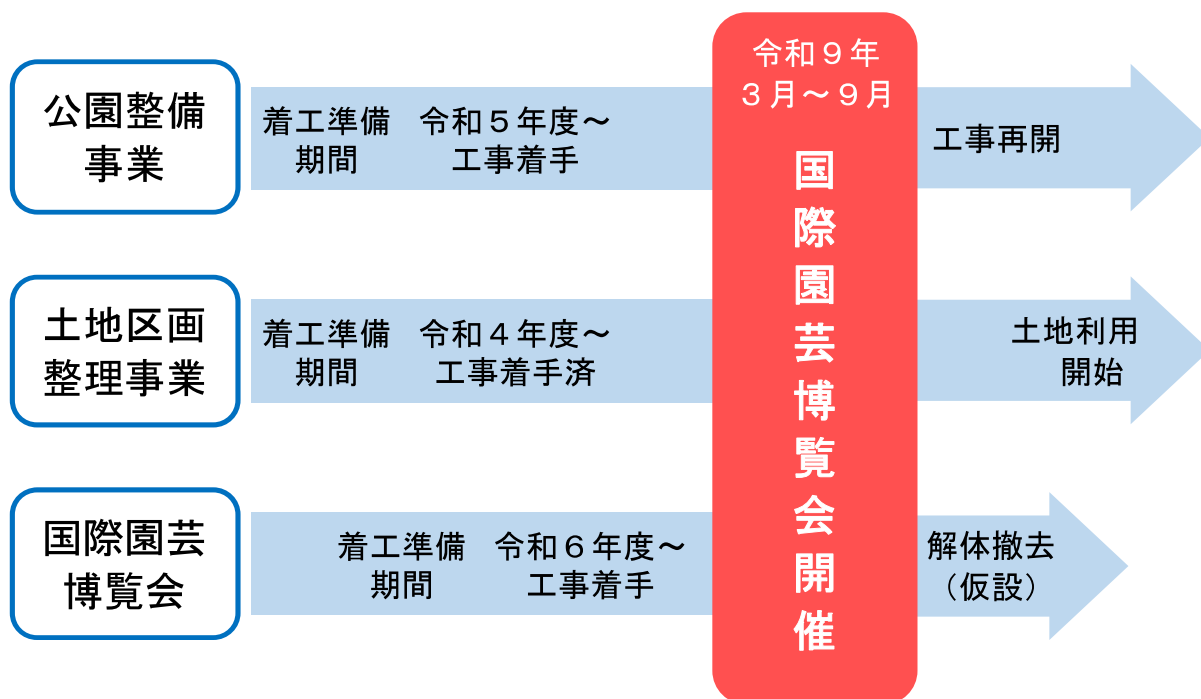 公園整備
事業
着工準備
期間
令和５年度～
工事着手
令和９年
３月～９月
国際園芸博覧会開催
工事再開
土地区画
整理事業
着工準備
期間
令和４年度～
工事着手済
土地利用
開始
国際園芸
博覧会
着工準備
期間
令和６年度～
工事着手
解体撤去
（仮設）